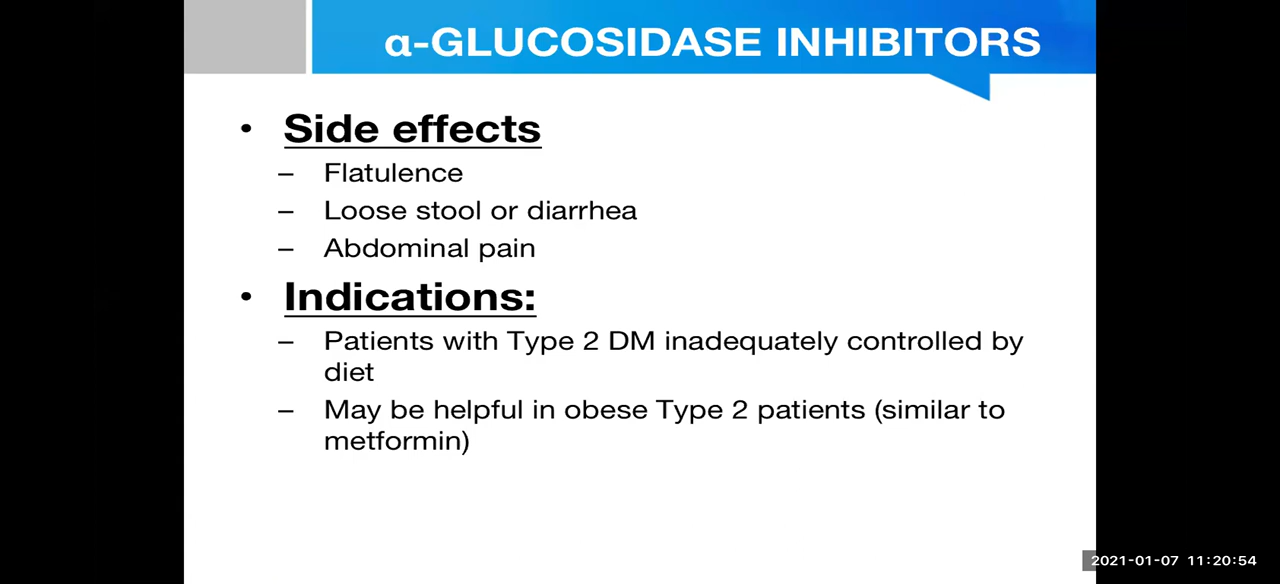 α-GLUCOSIDASE INHIBITORS
• Side effects
– Flatulence
– Loose stool or diarrhea
– Abdominal pain
• Indications:
– Patients with Type 2 DM inadequately controlled by
diet
– May be helpful in obese Type 2 patients (similar to
metformin)
2021-01-07 11:20:54